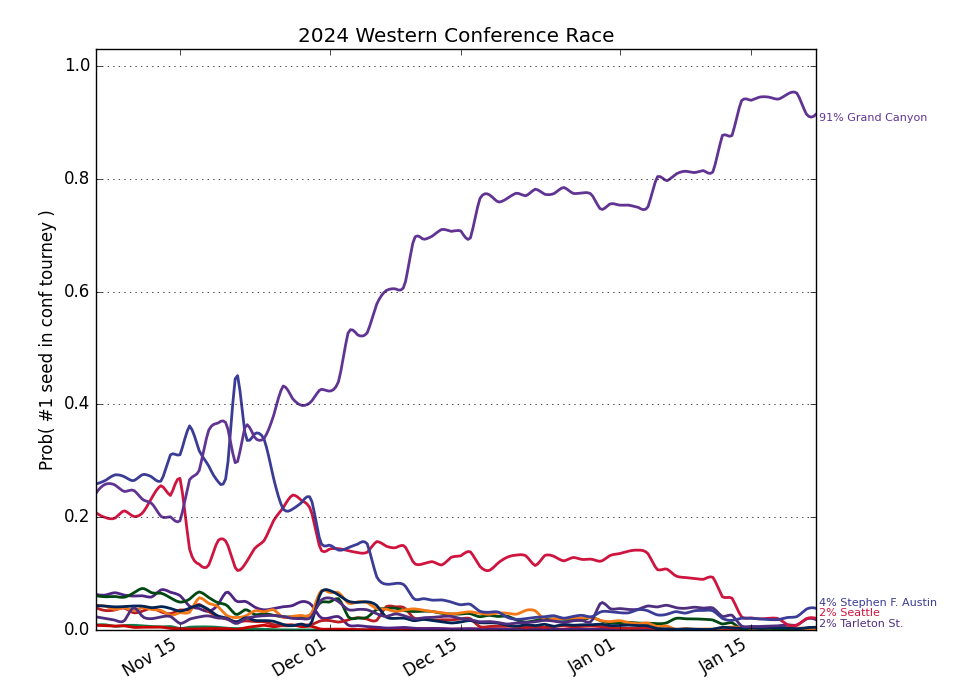 2024 Western Conference Race
Prob( #1 seed in conf tourney )
1.0
0.8
0.6
0.4
0.2
0.0
91% Grand Canyon
4% Stephen F. Austin
2% Seattle
2% Tarleton St.
Nov 15
Dec 01
Dec 15
Jan 01
Jan 15